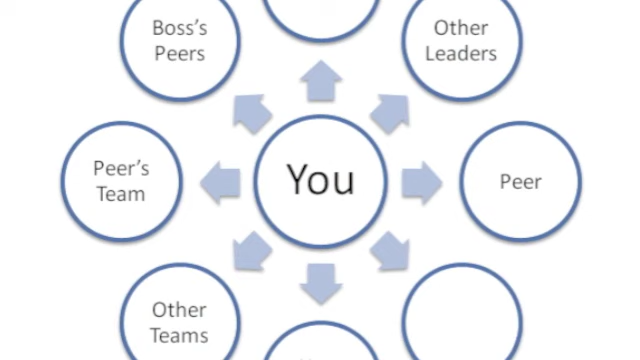 Boss's
Peers
Other
Leaders
Peer's
Team
You
Peer
Other
Teams